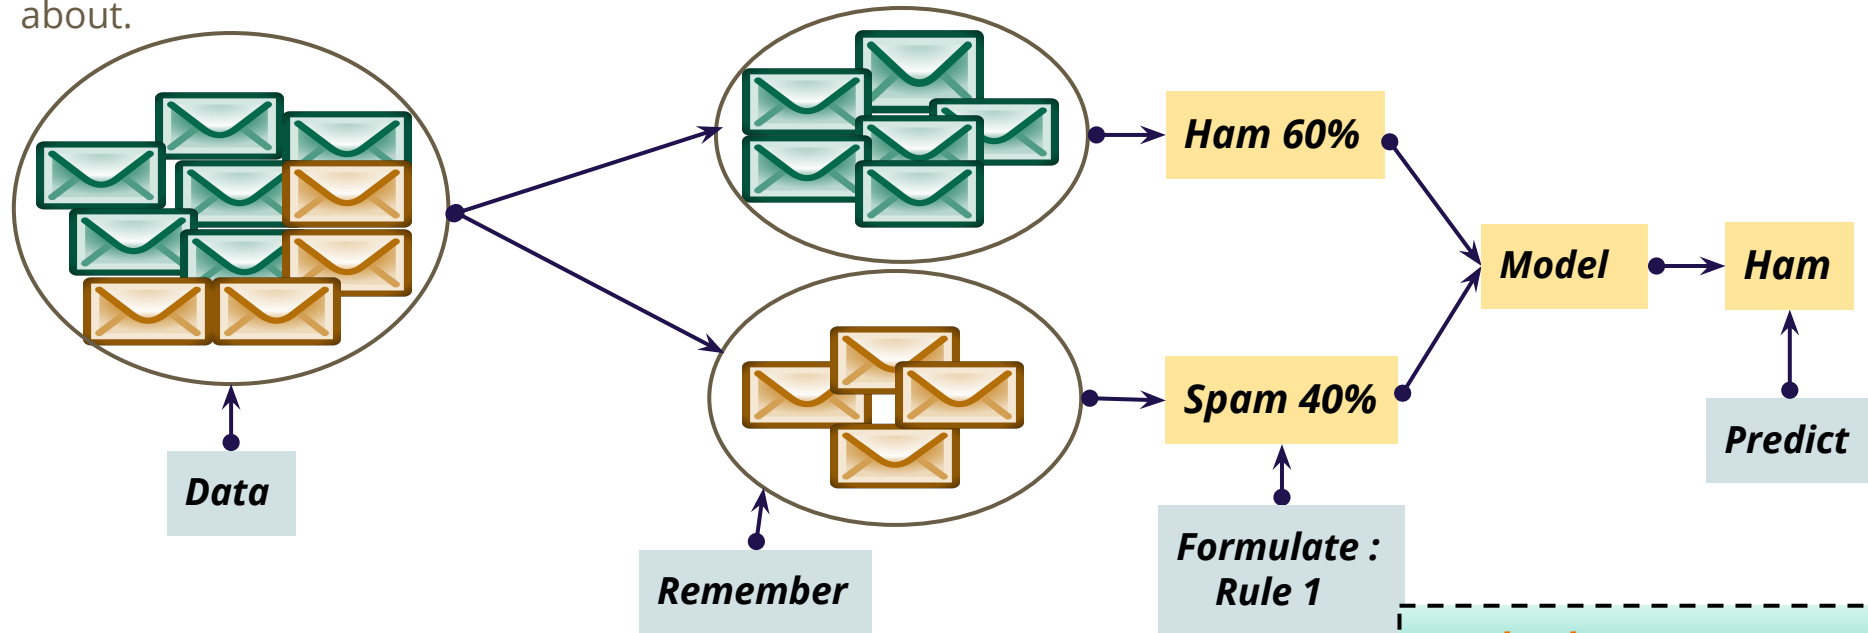 about.
Ham 60%
Model
Ham
Spam 40%
Predict
Data
Formulate :
Rule 1
Remember